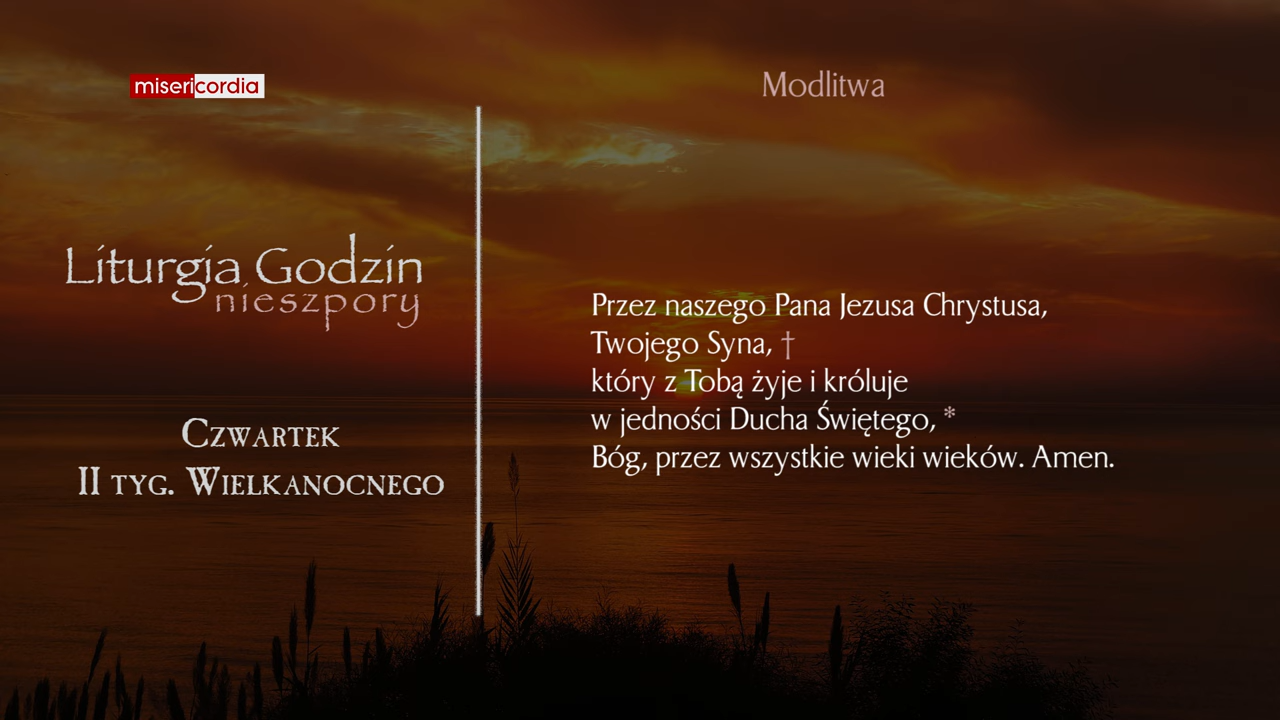 misericordia
Modlitwa
Liturgia Godzin
nieszpory
Czwartek
II tyg. Wielkanocnego
Przez naszego Pana Jezusa Chrystusa,
Twojego Syna, †
który z Tobą żyje i króluje
w jedności Ducha Świętego, *
Bóg, przez wszystkie wieki wieków. Amen.